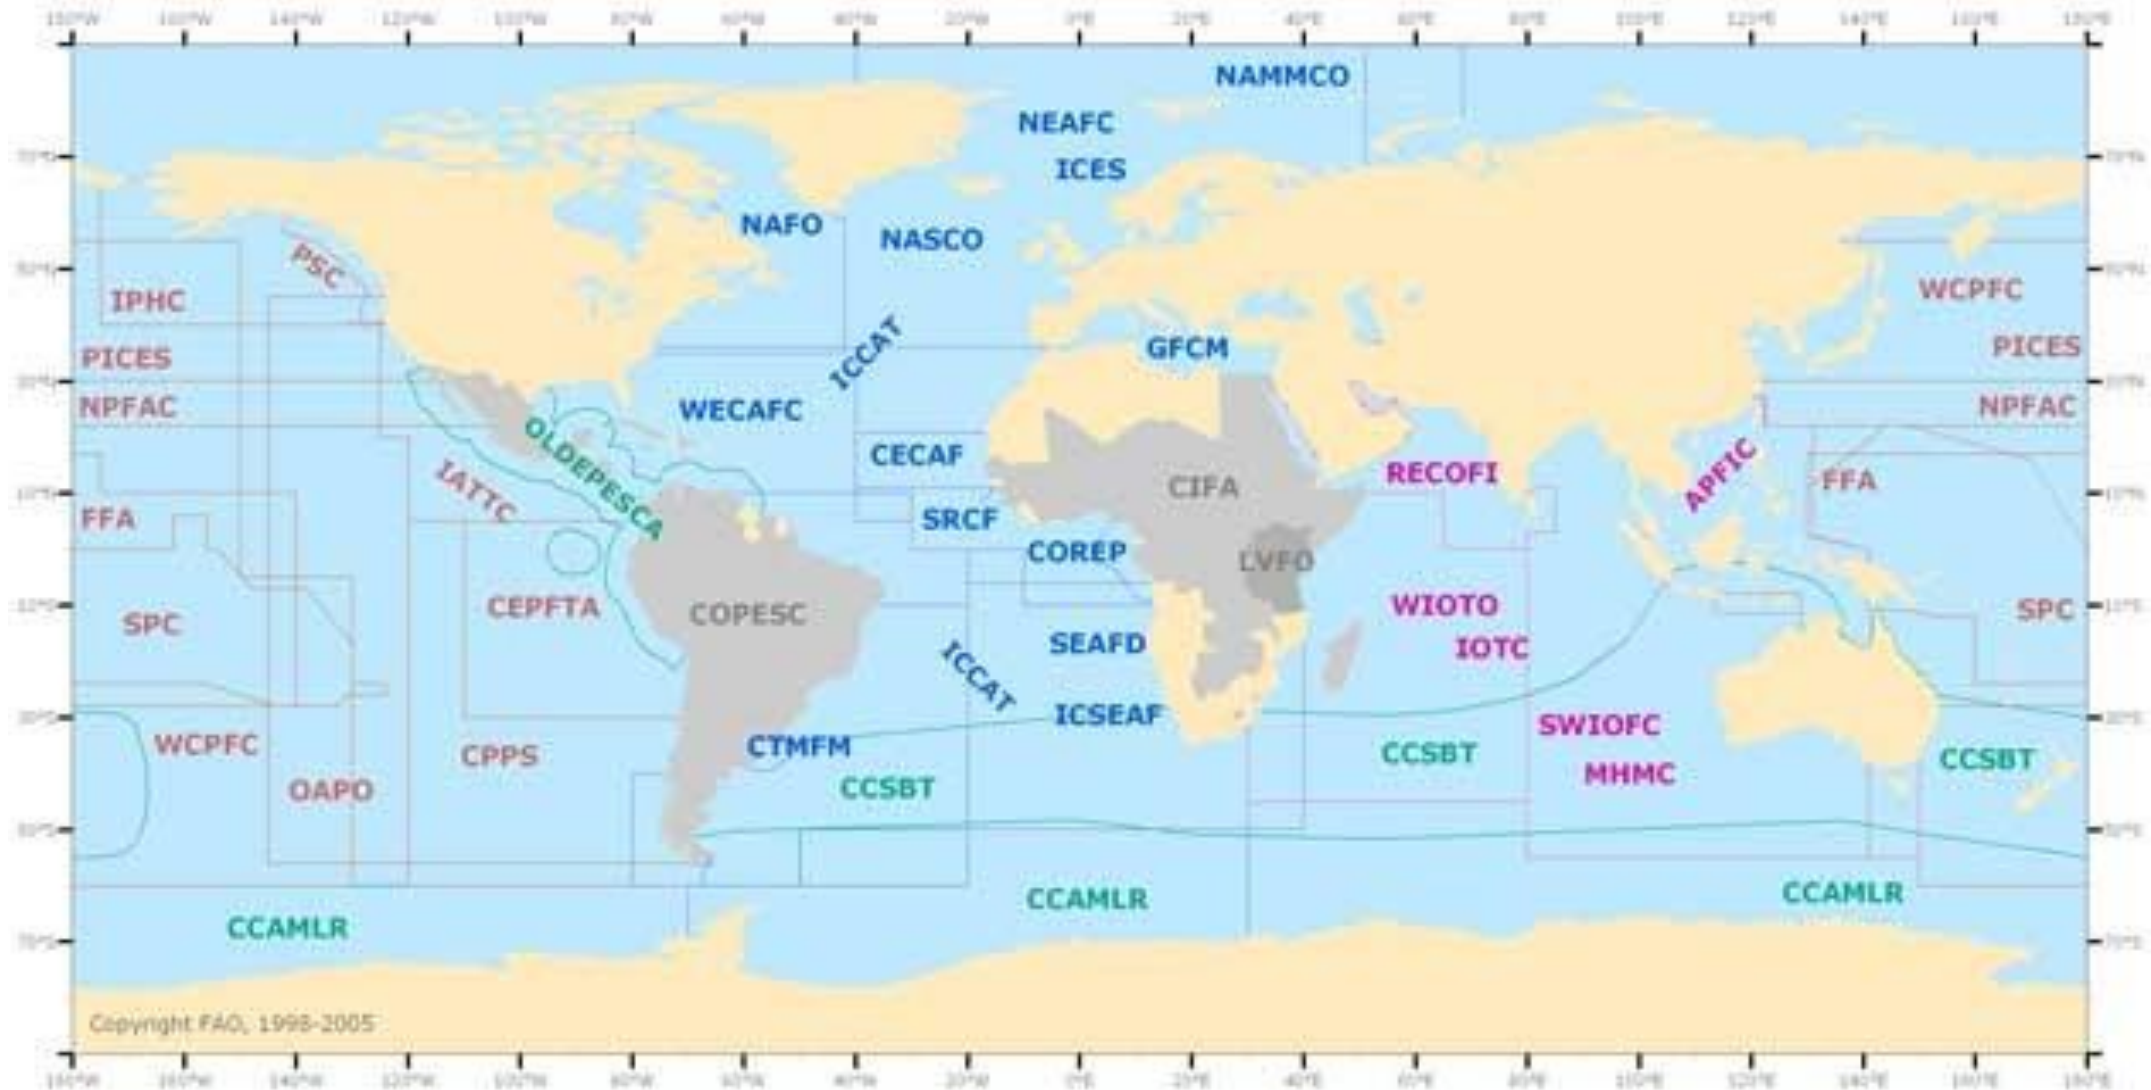 NAMMCO
NEAFC
ICES
NAFO
NASCO
PSC
IPHC
WCPFC
ICCAT
GFCM
PICES
PICES
NPFAC
WECAFC
NPFAC
OLDEPESCA
CECAF
IATTC
RECOFI
APFIC
FFA
CIFA
FFA
SRCF
COREP
LVFO
SPC
CEPFTA
COPESC
WIOTO
SPC
SEAFD
IOTC
ICCAT
ICSEAF
SWIOFC
WCPFC
CPPS
CTMFM
CCSBT
CCSBT
MHMC
OAPO
CCSBT
CCAMLR
CCAMLR
CCAMLR
Copyright FAO, 1998-2005